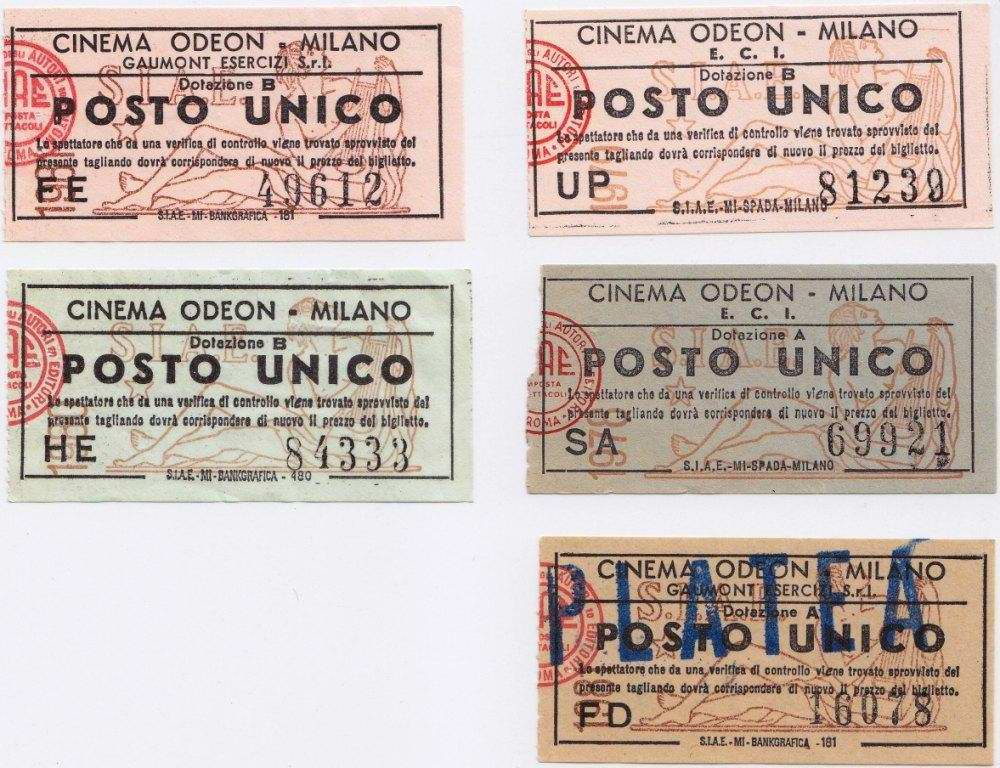 CINEMA ODEON - MILANO
GAUMONT ESERCIZI S.r.l.
Dotazione B
S.I.A.E.
POSTO UNICO
Lo spettatore che da una verifica di controllo viene trovato sprovvisto del
presente tagliando dovrà corrispondere di nuovo il prezzo del biglietto.
EE 49612
S.I.A.E.-MI-BANKGRAFICA -181
CINEMA ODEON - MILANO
E. C. I.
Dotazione B
S.I.A.E.
POSTO UNICO
Lo spettatore che da una verifica di controllo viene trovato sprovvisto del
presente tagliando dovrà corrispondere di nuovo il prezzo del biglietto.
UP 81239
S.I.A.E.-MI-SPADA-MILANO
CINEMA ODEON - MILANO
Dotazione B
S.I.A.E.
POSTO UNICO
Lo spettatore che da una verifica di controllo viene trovato sprovvisto del
presente tagliando dovrà corrispondere di nuovo il prezzo del biglietto.
HE 84333
S.I.A.E.-MI-BANKGRAFICA - 480
CINEMA ODEON - MILANO
E. C. I.
Dotazione A
S.I.A.E.
POSTO UNICO
Lo spettatore che da una verifica di controllo viene trovato sprovvisto del
presente tagliando dovrà corrispondere di nuovo il prezzo del biglietto.
SA 69921
1970
S.I.A.E.-MI-SPADA-MILANO
PLATEA
CINEMA ODEON - MILANO
GAUMONT ESERCIZI S.r.l.
Dotazione A
S.I.A.E.
POSTO UNICO
Lo spettatore che da una verifica di controllo viene trovato sprovvisto del
presente tagliando dovrà corrispondere di nuovo il prezzo del biglietto.
FD 16078
S.I.A.E.-MI-BANKGRAFICA -181